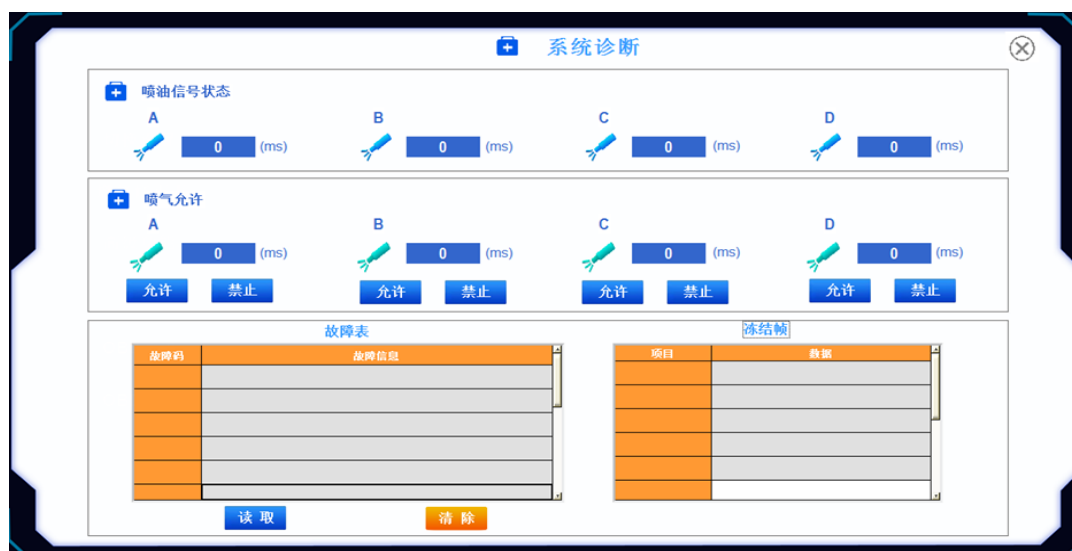 系统诊断
喷油信号状态
A B C D
0 (ms) 0 (ms) 0 (ms) 0 (ms)
喷气允许
A B C D
0 (ms) 0 (ms) 0 (ms) 0 (ms)
允许 禁止 允许 禁止 允许 禁止 允许 禁止
故障表 冻结帧
故障码 故障信息 项目 数据
读 取 清 除